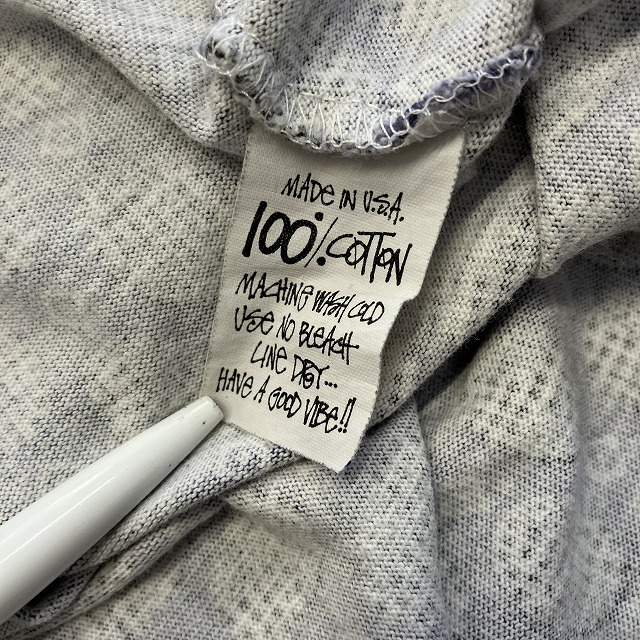 MADE IN U.S.A.
100% COTTON
MACHINE WASH COLD
USE NO BLEACH
LINE DRY...
HAVE A GOOD VIBE!!